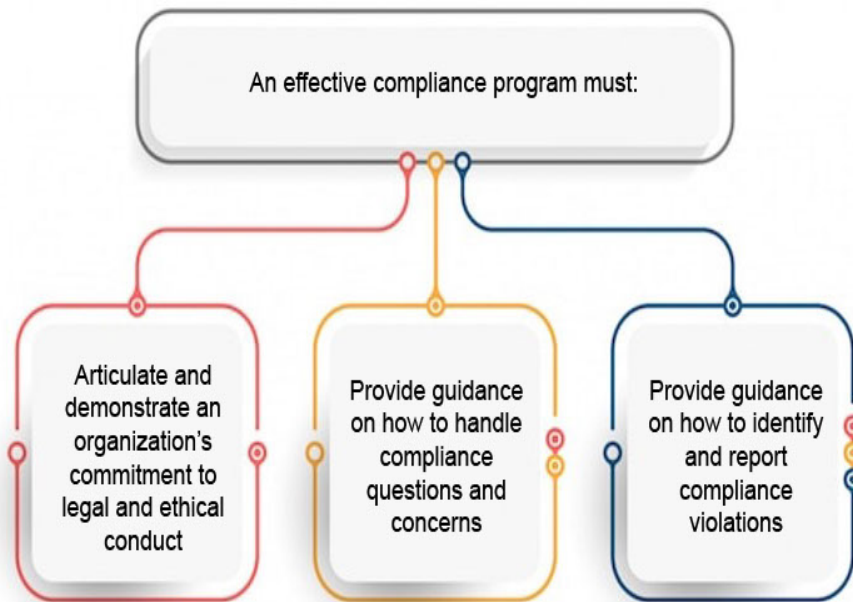 An effective compliance program must:
Articulate and
demonstrate an
organization's
commitment to
legal and ethical
conduct
Provide guidance
on how to handle
compliance
questions and
concerns
Provide guidance
on how to identify
and report
compliance
violations